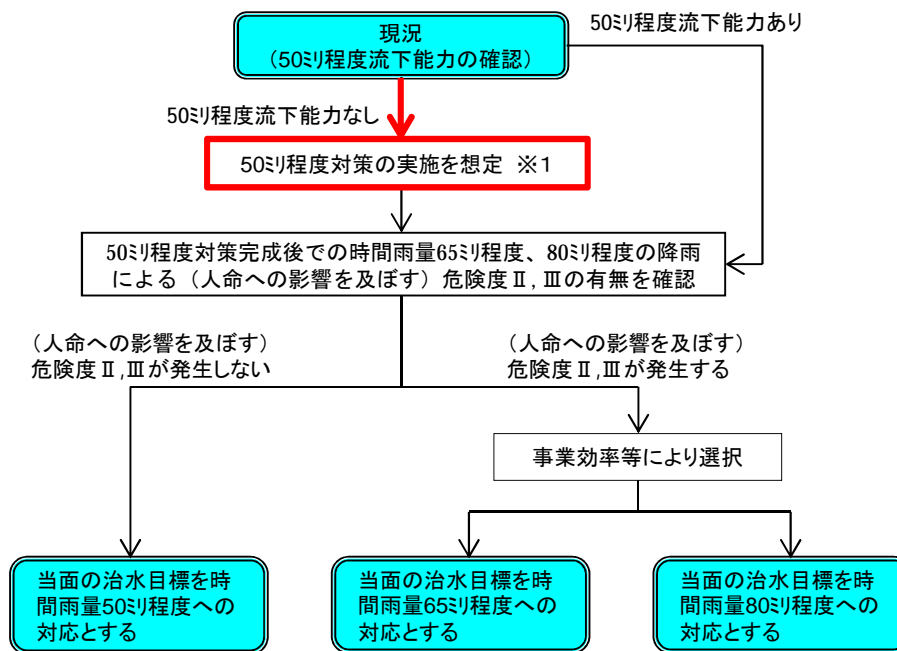 現況
(50ﾐﾘ程度流下能力の確認)
50ﾐﾘ程度流下能力あり
50ﾐﾘ程度流下能力なし
50ﾐﾘ程度対策の実施を想定 ※1
50ﾐﾘ程度対策完成後での時間雨量65ﾐﾘ程度、80ﾐﾘ程度の降雨
による（人命への影響を及ぼす）危険度Ⅱ,Ⅲの有無を確認
（人命への影響を及ぼす）
危険度Ⅱ,Ⅲが発生しない
（人命への影響を及ぼす）
危険度Ⅱ,Ⅲが発生する
事業効率等により選択
当面の治水目標を時
間雨量50ﾐﾘ程度への
対応とする
当面の治水目標を時
間雨量65ﾐﾘ程度への
対応とする
当面の治水目標を時
間雨量80ﾐﾘ程度への
対応とする